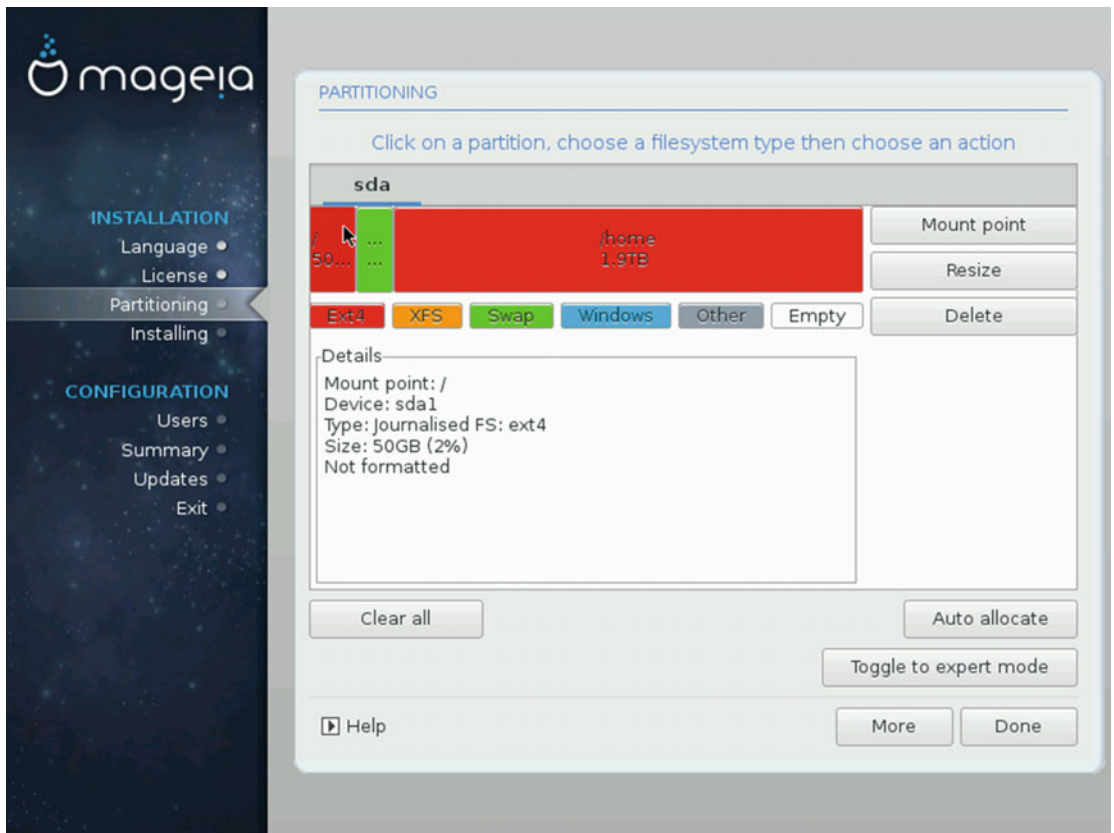 mageia
INSTALLATION
Language
License
Partitioning
Installing
CONFIGURATION
Users
Summary
Updates
Exit
PARTITIONING
Click on a partition, choose a filesystem type then choose an action
sda
/
50...
...
...
/home
1.9TB
Mount point
Resize
Delete
Ext4 XFS Swap Windows Other Empty
Details
Mount point: /
Device: sda1
Type: Journalised FS: ext4
Size: 50GB (2%)
Not formatted
Clear all
Auto allocate
Toggle to expert mode
Help
More
Done